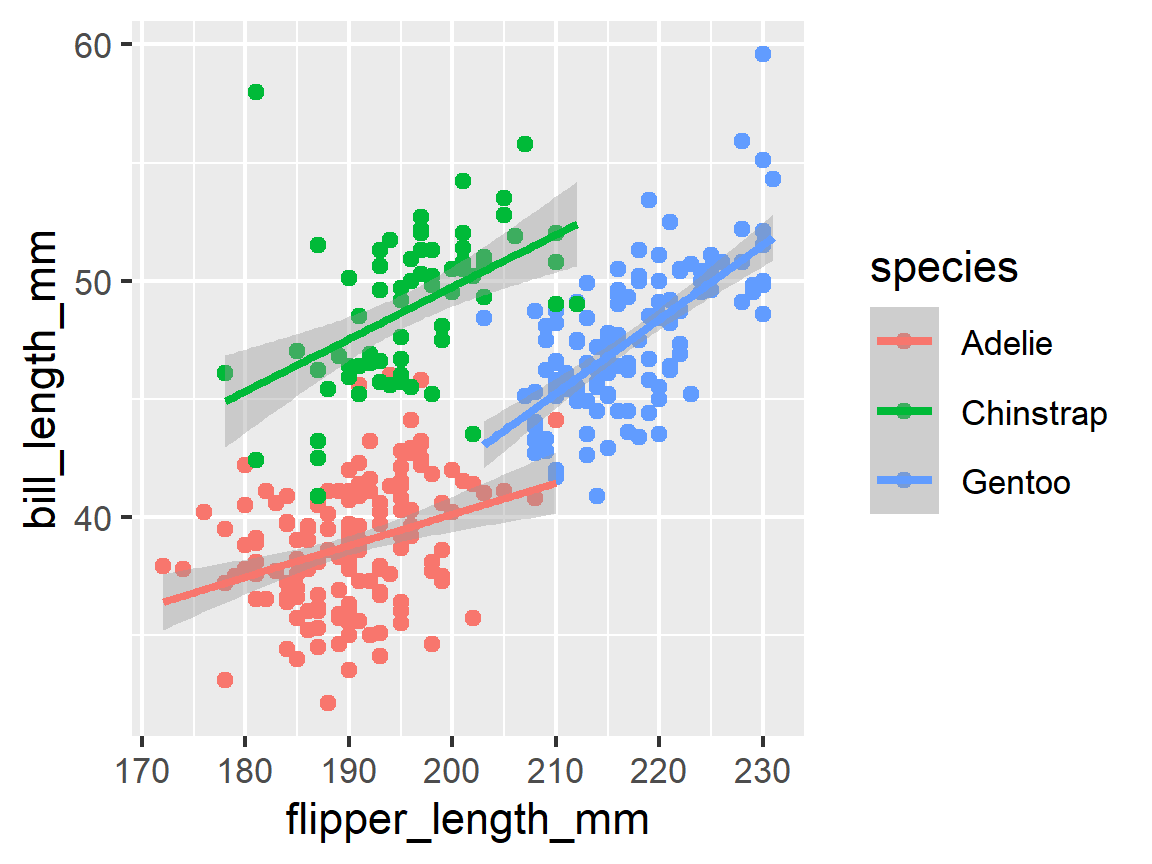 60
50
40
bill_length_mm
170 180 190 200 210 220 230
flipper_length_mm
species
Adelie
Chinstrap
Gentoo